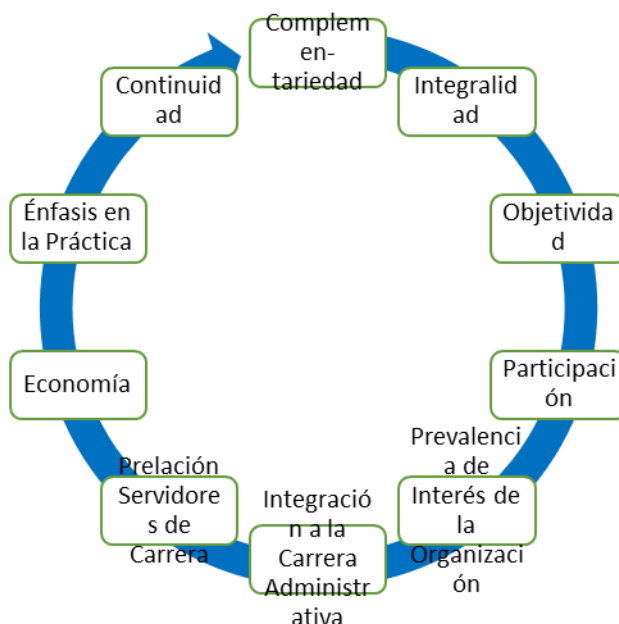 Complem
en-
tariedad
Integralid
ad
Objetivida
d
Participaci
ón
Prevalenci
a de
Interés de
la
Organizaci
ón
Integració
n a la
Carrera
Administr
ativa
Prelación
Servidore
s de
Carrera
Economía
Énfasis en
la Práctica
Continuid
ad